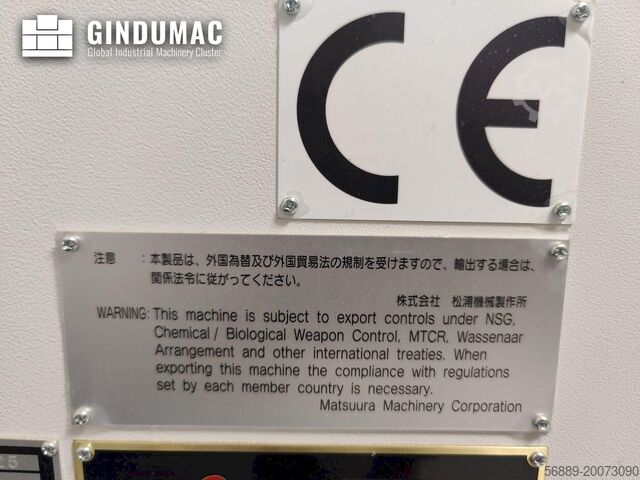 GINDUMAC
Global Industrial Machinery Cluster
CE
注意 : 本製品は、外国為替及び外国貿易法の規制を受けますので、輸出する場合は、
関係法令に従がってください。
株式会社 松浦機械製作所
WARNING: This machine is subject to export controls under NSG,
Chemical / Biological Weapon Control, MTCR, Wassenaar
Arrangement and other international treaties. When
exporting this machine the compliance with regulations
set by each member country is necessary.
Matsuura Machinery Corporation
56889-20073090